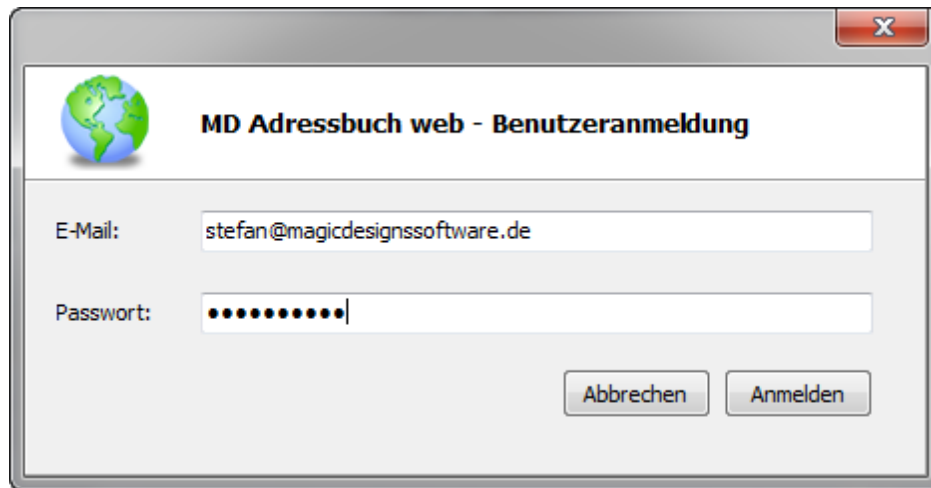 MD Adressbuch web - Benutzeranmeldung
E-Mail: stefan@magicdesignssoftware.de
Passwort: ••••••••••
Abbrechen Anmelden